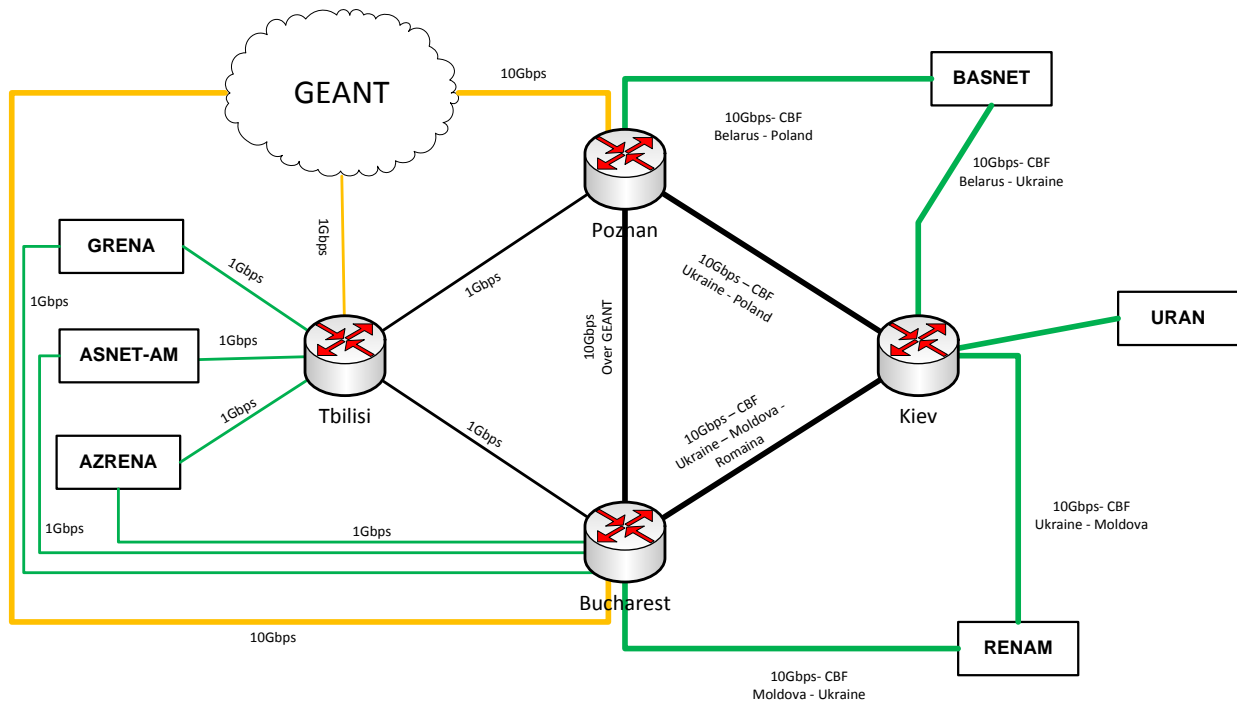 10Gbps
GEANT
BASNET
10Gbps- CBF
Belarus - Poland
10Gbps- CBF
Belarus - Ukraine
1Gbps
Poznan
GRENA
1Gbps
1Gbps
1Gbps
10Gbps – CBF
Ukraine - Poland
URAN
ASNET-AM
1Gbps
10Gbps
Over GEANT
Tbilisi
Kiev
1Gbps
AZRENA
1Gbps
10Gbps – CBF
Ukraine – Moldova -
Romaina
1Gbps
1Gbps
10Gbps- CBF
Ukraine - Moldova
Bucharest
10Gbps
RENAM
10Gbps- CBF
Moldova - Ukraine